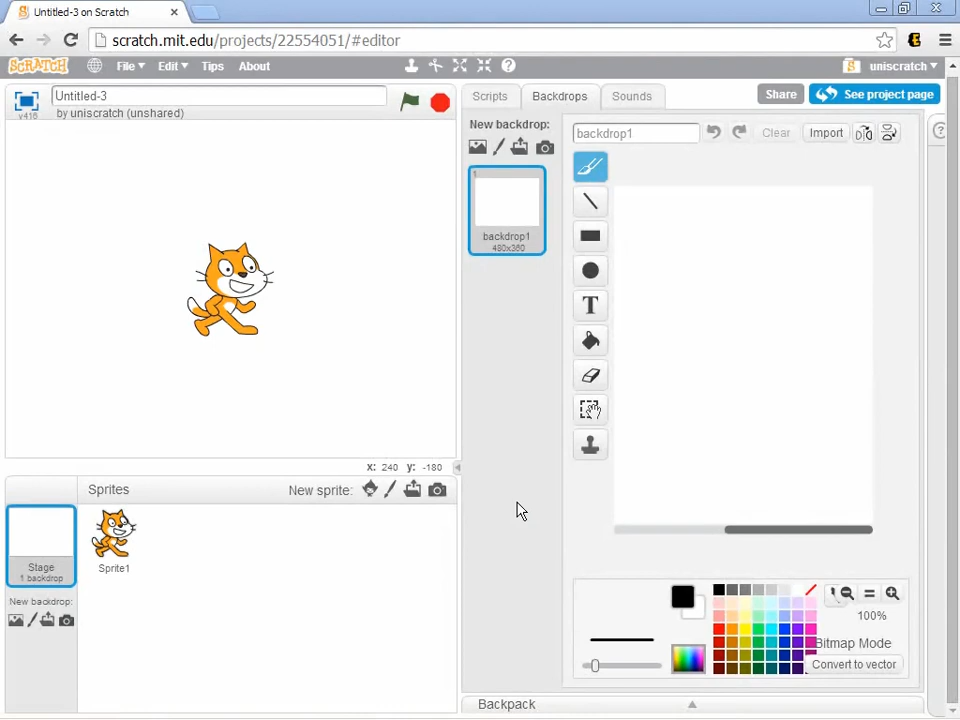 Untitled-3 on Scratch
scratch.mit.edu/projects/22554051/#editor
SCRATCH File Edit Tips About uniscratch
Untitled-3
by uniscratch (unshared)
v416
Scripts Backdrops Sounds Share See project page
New backdrop:
backdrop1 Clear Import
1
backdrop1
480x360
T
x: 240 y: -180
Sprites New sprite:
Stage
1 backdrop
Sprite1
New backdrop:
100%
Bitmap Mode
Convert to vector
Backpack